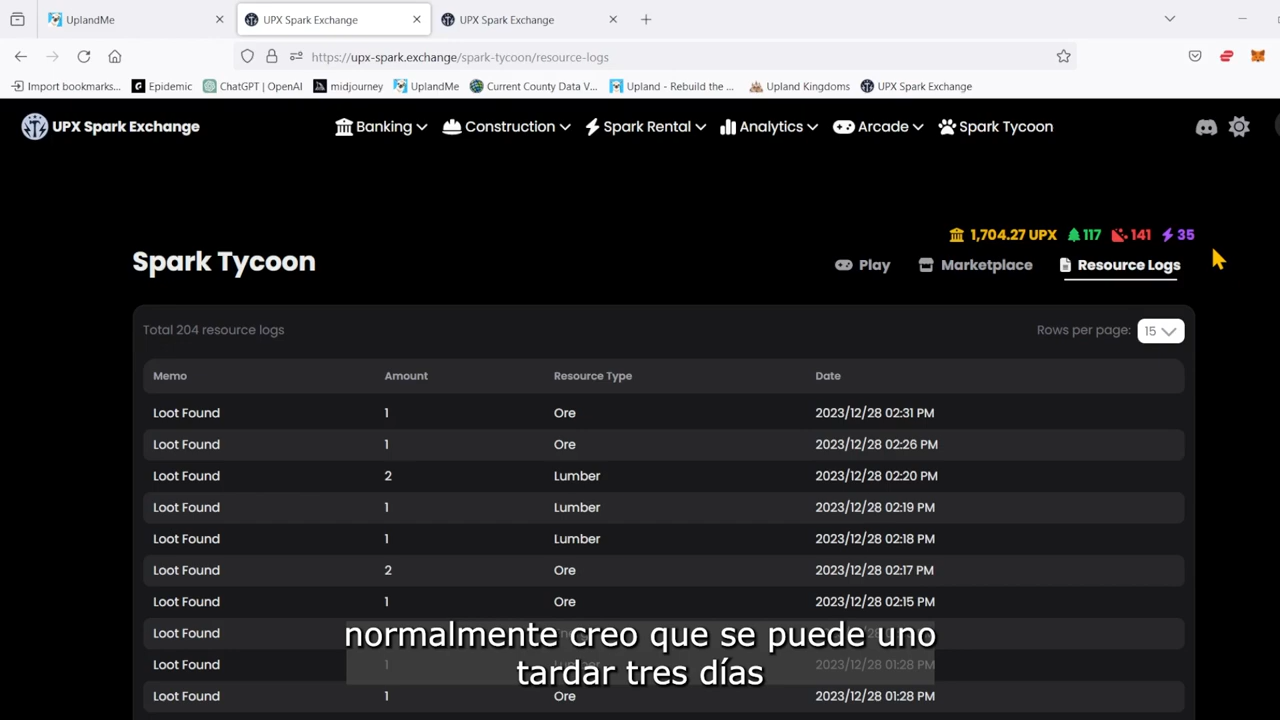 UplandMe
UPX Spark Exchange
UPX Spark Exchange
https://upx-spark.exchange/spark-tycoon/resource-logs
Import bookmarks... Epidemic ChatGPT | OpenAI midjourney UplandMe Current County Data V... Upland - Rebuild the ... Upland Kingdoms UPX Spark Exchange
UPX Spark Exchange Banking Construction Spark Rental Analytics Arcade Spark Tycoon
1,704.27 UPX 117 141 35
Spark Tycoon
Play Marketplace Resource Logs
Total 204 resource logs Rows per page: 15
Memo Amount Resource Type Date
Loot Found 1 Ore 2023/12/28 02:31 PM
Loot Found 1 Ore 2023/12/28 02:26 PM
Loot Found 2 Lumber 2023/12/28 02:20 PM
Loot Found 1 Lumber 2023/12/28 02:19 PM
Loot Found 1 Lumber 2023/12/28 02:18 PM
Loot Found 2 Ore 2023/12/28 02:17 PM
Loot Found 1 Ore 2023/12/28 02:15 PM
Loot Found
normalmente creo que se puede uno
Loot Found 1 01:28 PM
tardar tres días
Loot Found 1 Ore 2023/12/28 01:28 PM